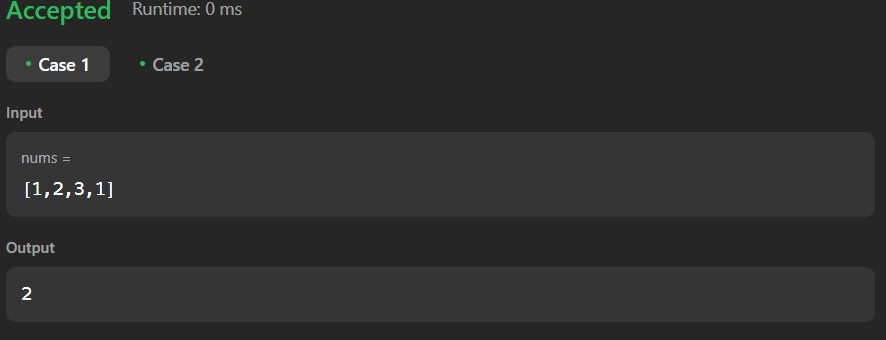 Accepted Runtime: 0 ms
Case 1 Case 2
Input
nums =
[1,2,3,1]
Output
2